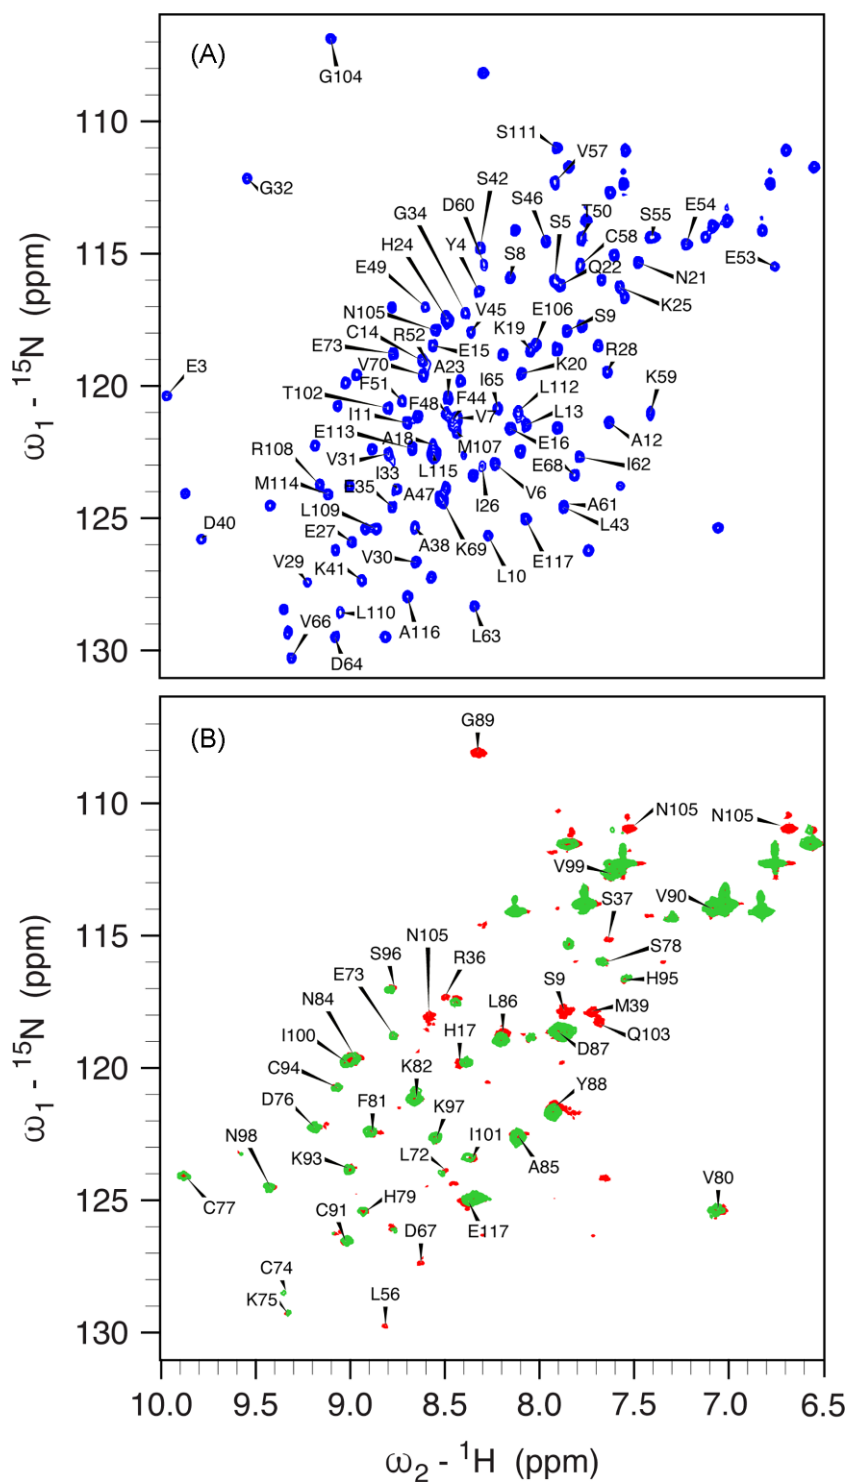 (A)
G104
S111
V57
G32
S42
D60
S46
T50
S55
E54
G34
Y4
S5
C58
H24
S8
E53
Q22
N21
E49
V45
K25
N105
E106
S9
C14
R52
K19
E73
E15
R28
V70
A23
K20
E3
F51
I65
L112
K59
T102
F48
F44
V7
L13
I11
E113
A18
M107
E16
A12
R108
V31
L115
E68
I62
I33
M114
E35
A47
I26
V6
A61
L109
L43
D40
E27
A38
K69
L10
E117
V30
V29
K41
L110
V66
A116
L63
D64
110
115
120
125
130
ω1 - 15N (ppm)
(B)
G89
N105
N105
V99
V90
S37
N105
S96
R36
S78
E73
H95
N84
S9
L86
M39
I100
H17
Q103
D87
C94
K82
Y88
D76
F81
K97
N98
I101
L72
K93
A85
H79
V80
C77
C91
D67
E117
C74
K75
L56
110
115
120
125
130
ω1 - 15N (ppm)
10.0 9.5 9.0 8.5 8.0 7.5 7.0 6.5
ω2 - 1H (ppm)